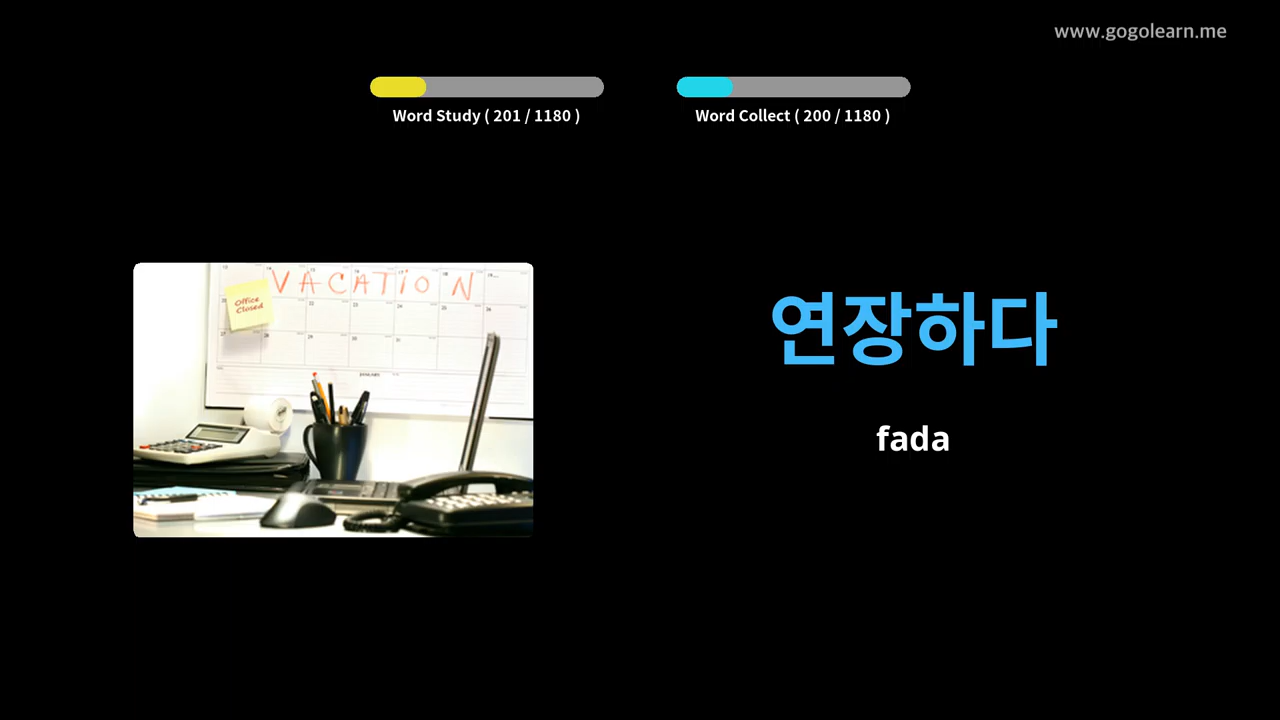 www.gogolearn.me
Word Study ( 201 / 1180 )
Word Collect ( 200 / 1180 )
VACATION
Office
Closed
연장하다
fada